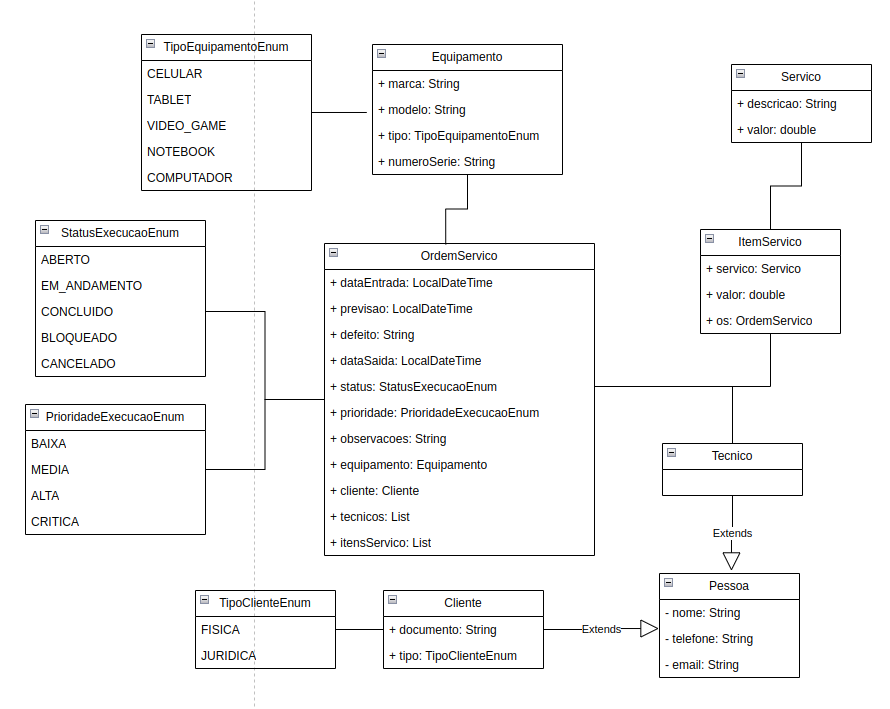 TipoEquipamentoEnum
CELULAR
TABLET
VIDEO_GAME
NOTEBOOK
COMPUTADOR
Equipamento
+ marca: String
+ modelo: String
+ tipo: TipoEquipamentoEnum
+ numeroSerie: String
Servico
+ descricao: String
+ valor: double
StatusExecucaoEnum
ABERTO
EM_ANDAMENTO
CONCLUIDO
BLOQUEADO
CANCELADO
OrdemServico
+ dataEntrada: LocalDateTime
+ previsao: LocalDateTime
+ defeito: String
+ dataSaida: LocalDateTime
+ status: StatusExecucaoEnum
+ prioridade: PrioridadeExecucaoEnum
+ observacoes: String
+ equipamento: Equipamento
+ cliente: Cliente
+ tecnicos: List
+ itensServico: List
ItemServico
+ servico: Servico
+ valor: double
+ os: OrdemServico
PrioridadeExecucaoEnum
BAIXA
MEDIA
ALTA
CRITICA
Tecnico
Extends
TipoClienteEnum
FISICA
JURIDICA
Cliente
+ documento: String
+ tipo: TipoClienteEnum
Extends
Pessoa
- nome: String
- telefone: String
- email: String